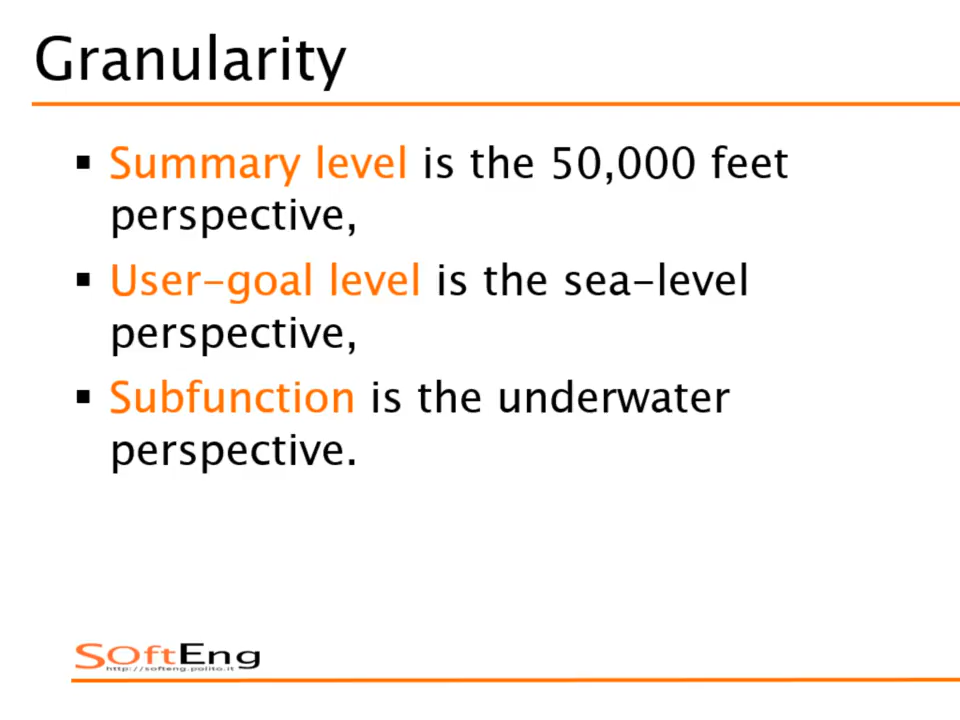 Granularity
▪ Summary level is the 50,000 feet
perspective,
▪ User-goal level is the sea-level
perspective,
▪ Subfunction is the underwater
perspective.
SoftEng
http://softeng.polito.it